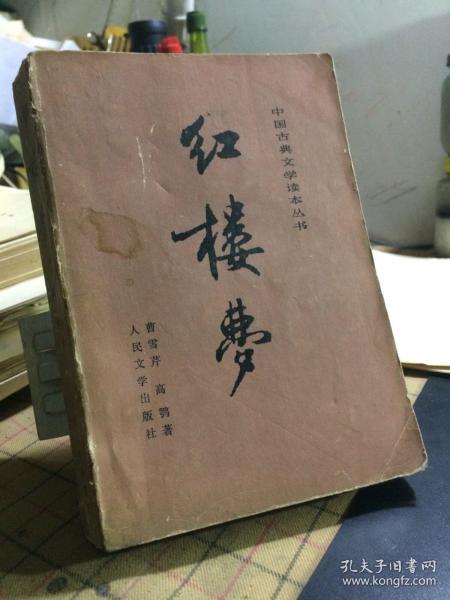 中国古典文学读本丛书
红楼梦
曹雪芹 高鹗著
人民文学出版社
孔夫子旧书网
www.kongfz.com